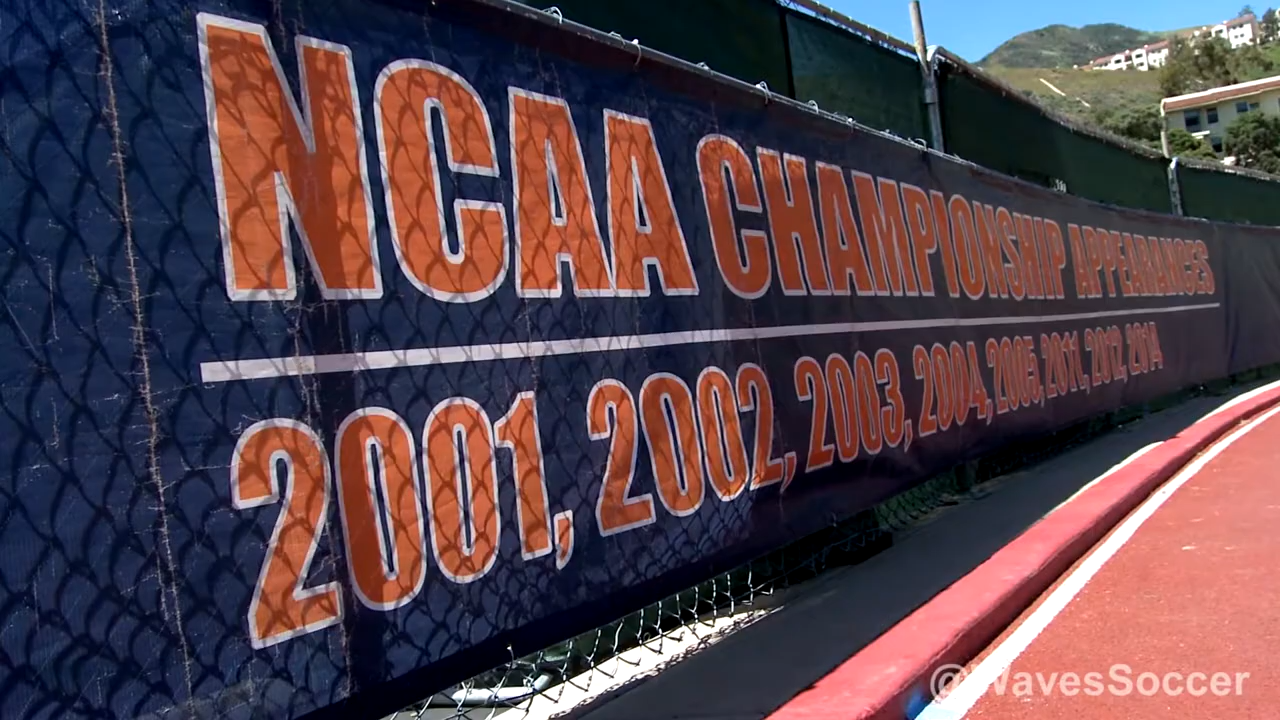 NCAA CHAMPIONSHIP APPEARANCES
2001, 2002, 2003, 2004, 2005, 2011, 2012, 2014
@WavesSoccer